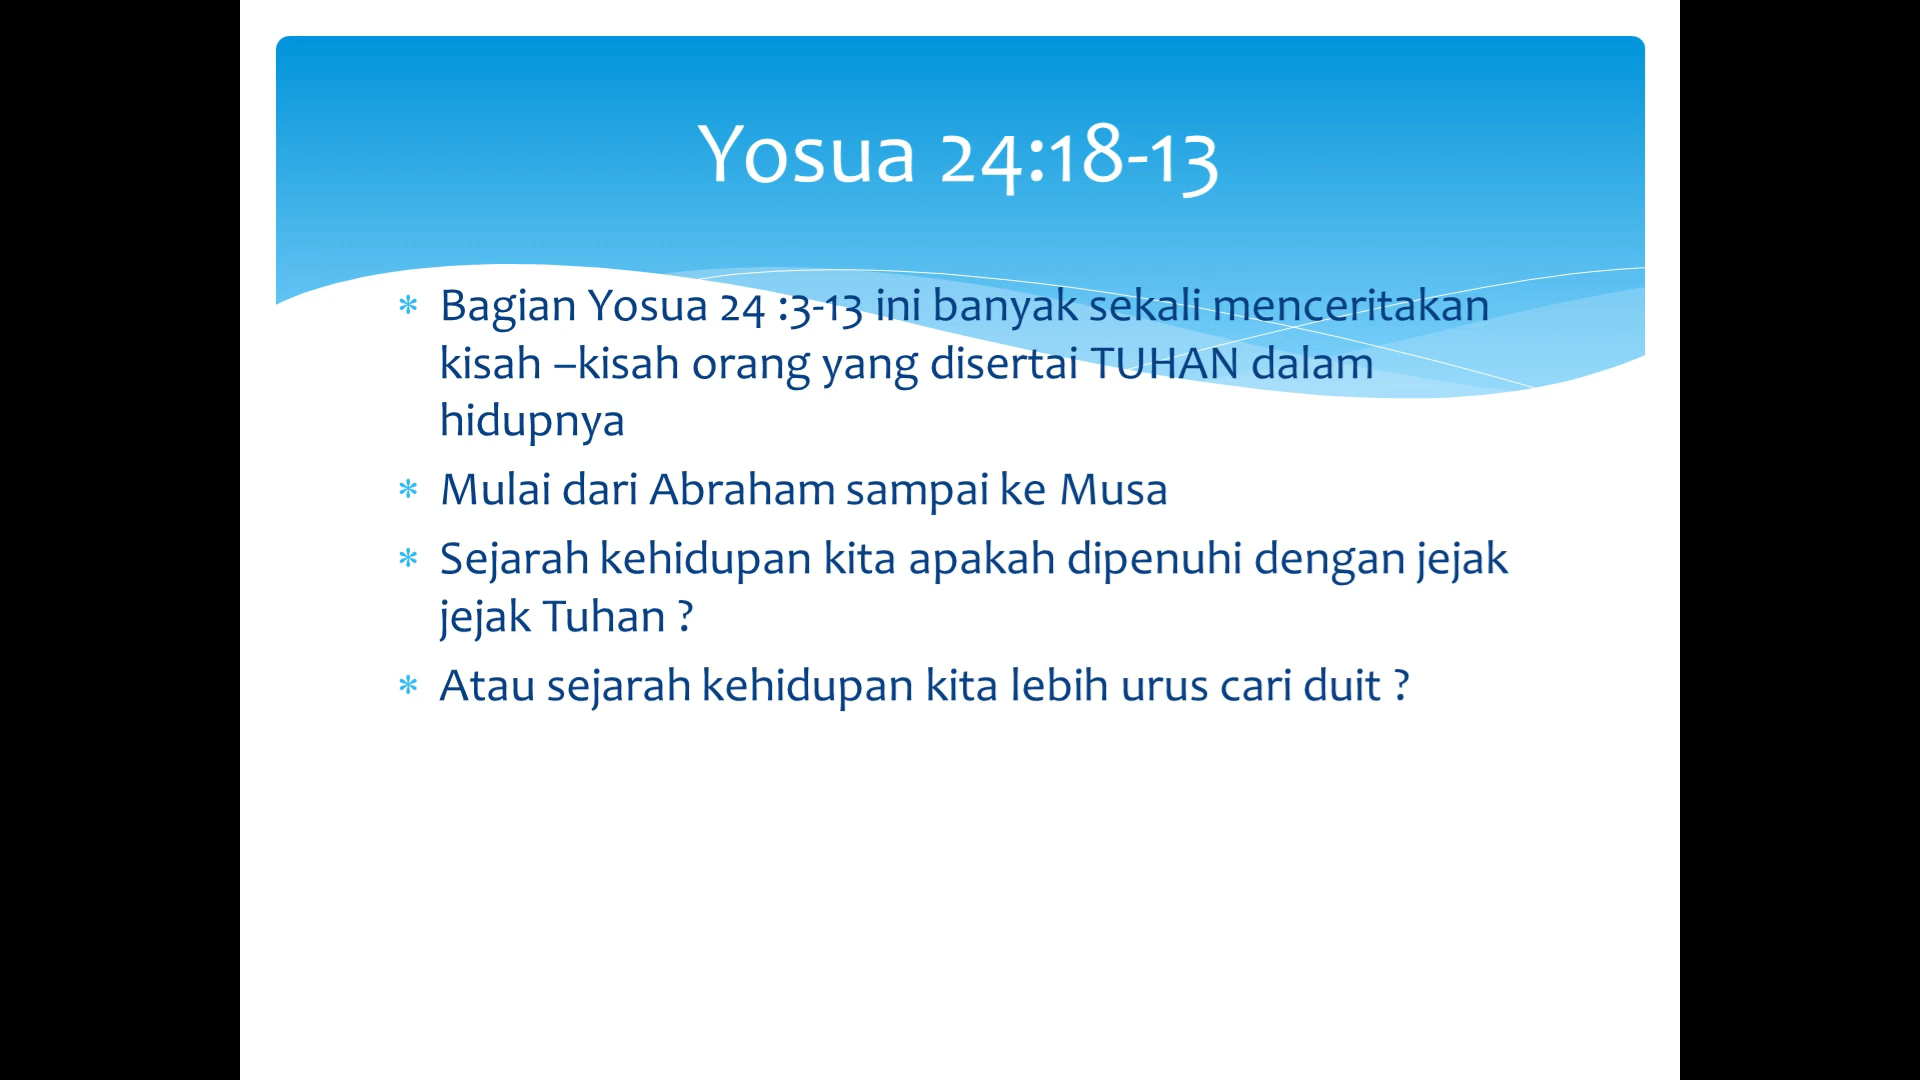 Yosua 24:18-13
* Bagian Yosua 24 :3-13 ini banyak sekali menceritakan
kisah –kisah orang yang disertai TUHAN dalam
hidupnya
* Mulai dari Abraham sampai ke Musa
* Sejarah kehidupan kita apakah dipenuhi dengan jejak
jejak Tuhan ?
* Atau sejarah kehidupan kita lebih urus cari duit ?